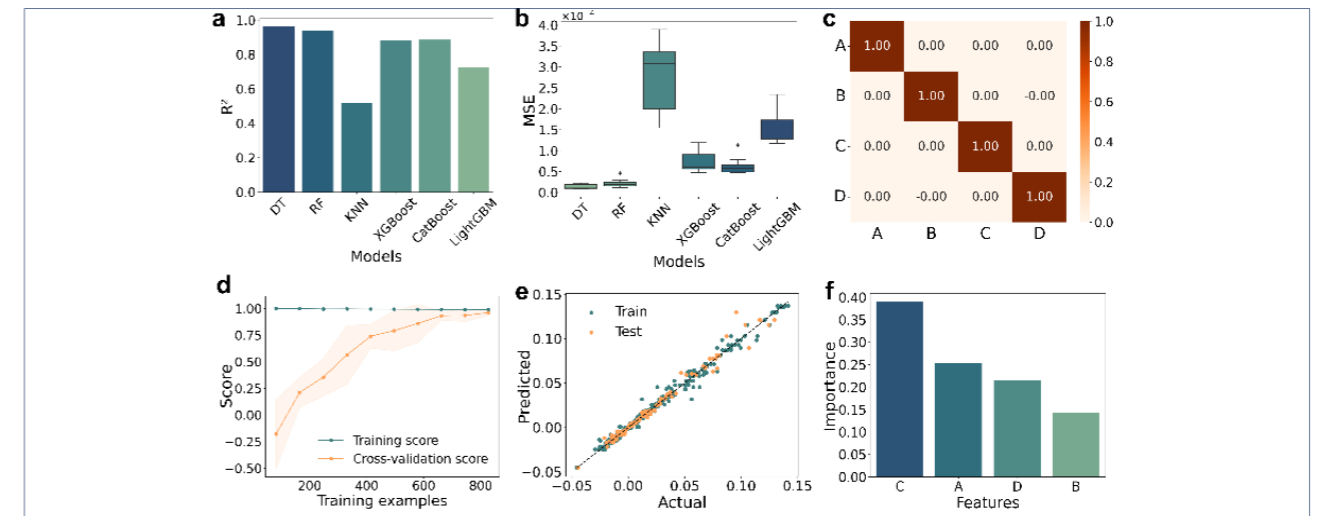 a
1.0
0.8
0.6
0.4
0.2
0.0
R²
DT
RF
KNN
XGBoost
CatBoost
LightGBM
Models
b
4.0
3.5
3.0
2.5
2.0
1.5
1.0
0.5
0.0
MSE
DT
RF
KNN
XGBoost
CatBoost
LightGBM
Models
c
A 1.00 0.00 0.00 0.00
B 0.00 1.00 0.00 -0.00
C 0.00 0.00 1.00 0.00
D 0.00 -0.00 0.00 1.00
A B C D
1.0
0.8
0.6
0.4
0.2
0.0
d
1.00
0.75
0.50
0.25
0.00
−0.25
−0.50
Score
Training score
Cross-validation score
200 400 600 800
Training examples
e
0.15
0.10
0.05
0.00
−0.05
Predicted
Train
Test
−0.05 0.00 0.05 0.10 0.15
Actual
f
0.40
0.35
0.30
0.25
0.20
0.15
0.10
0.05
0.00
Importance
C A D B
Features